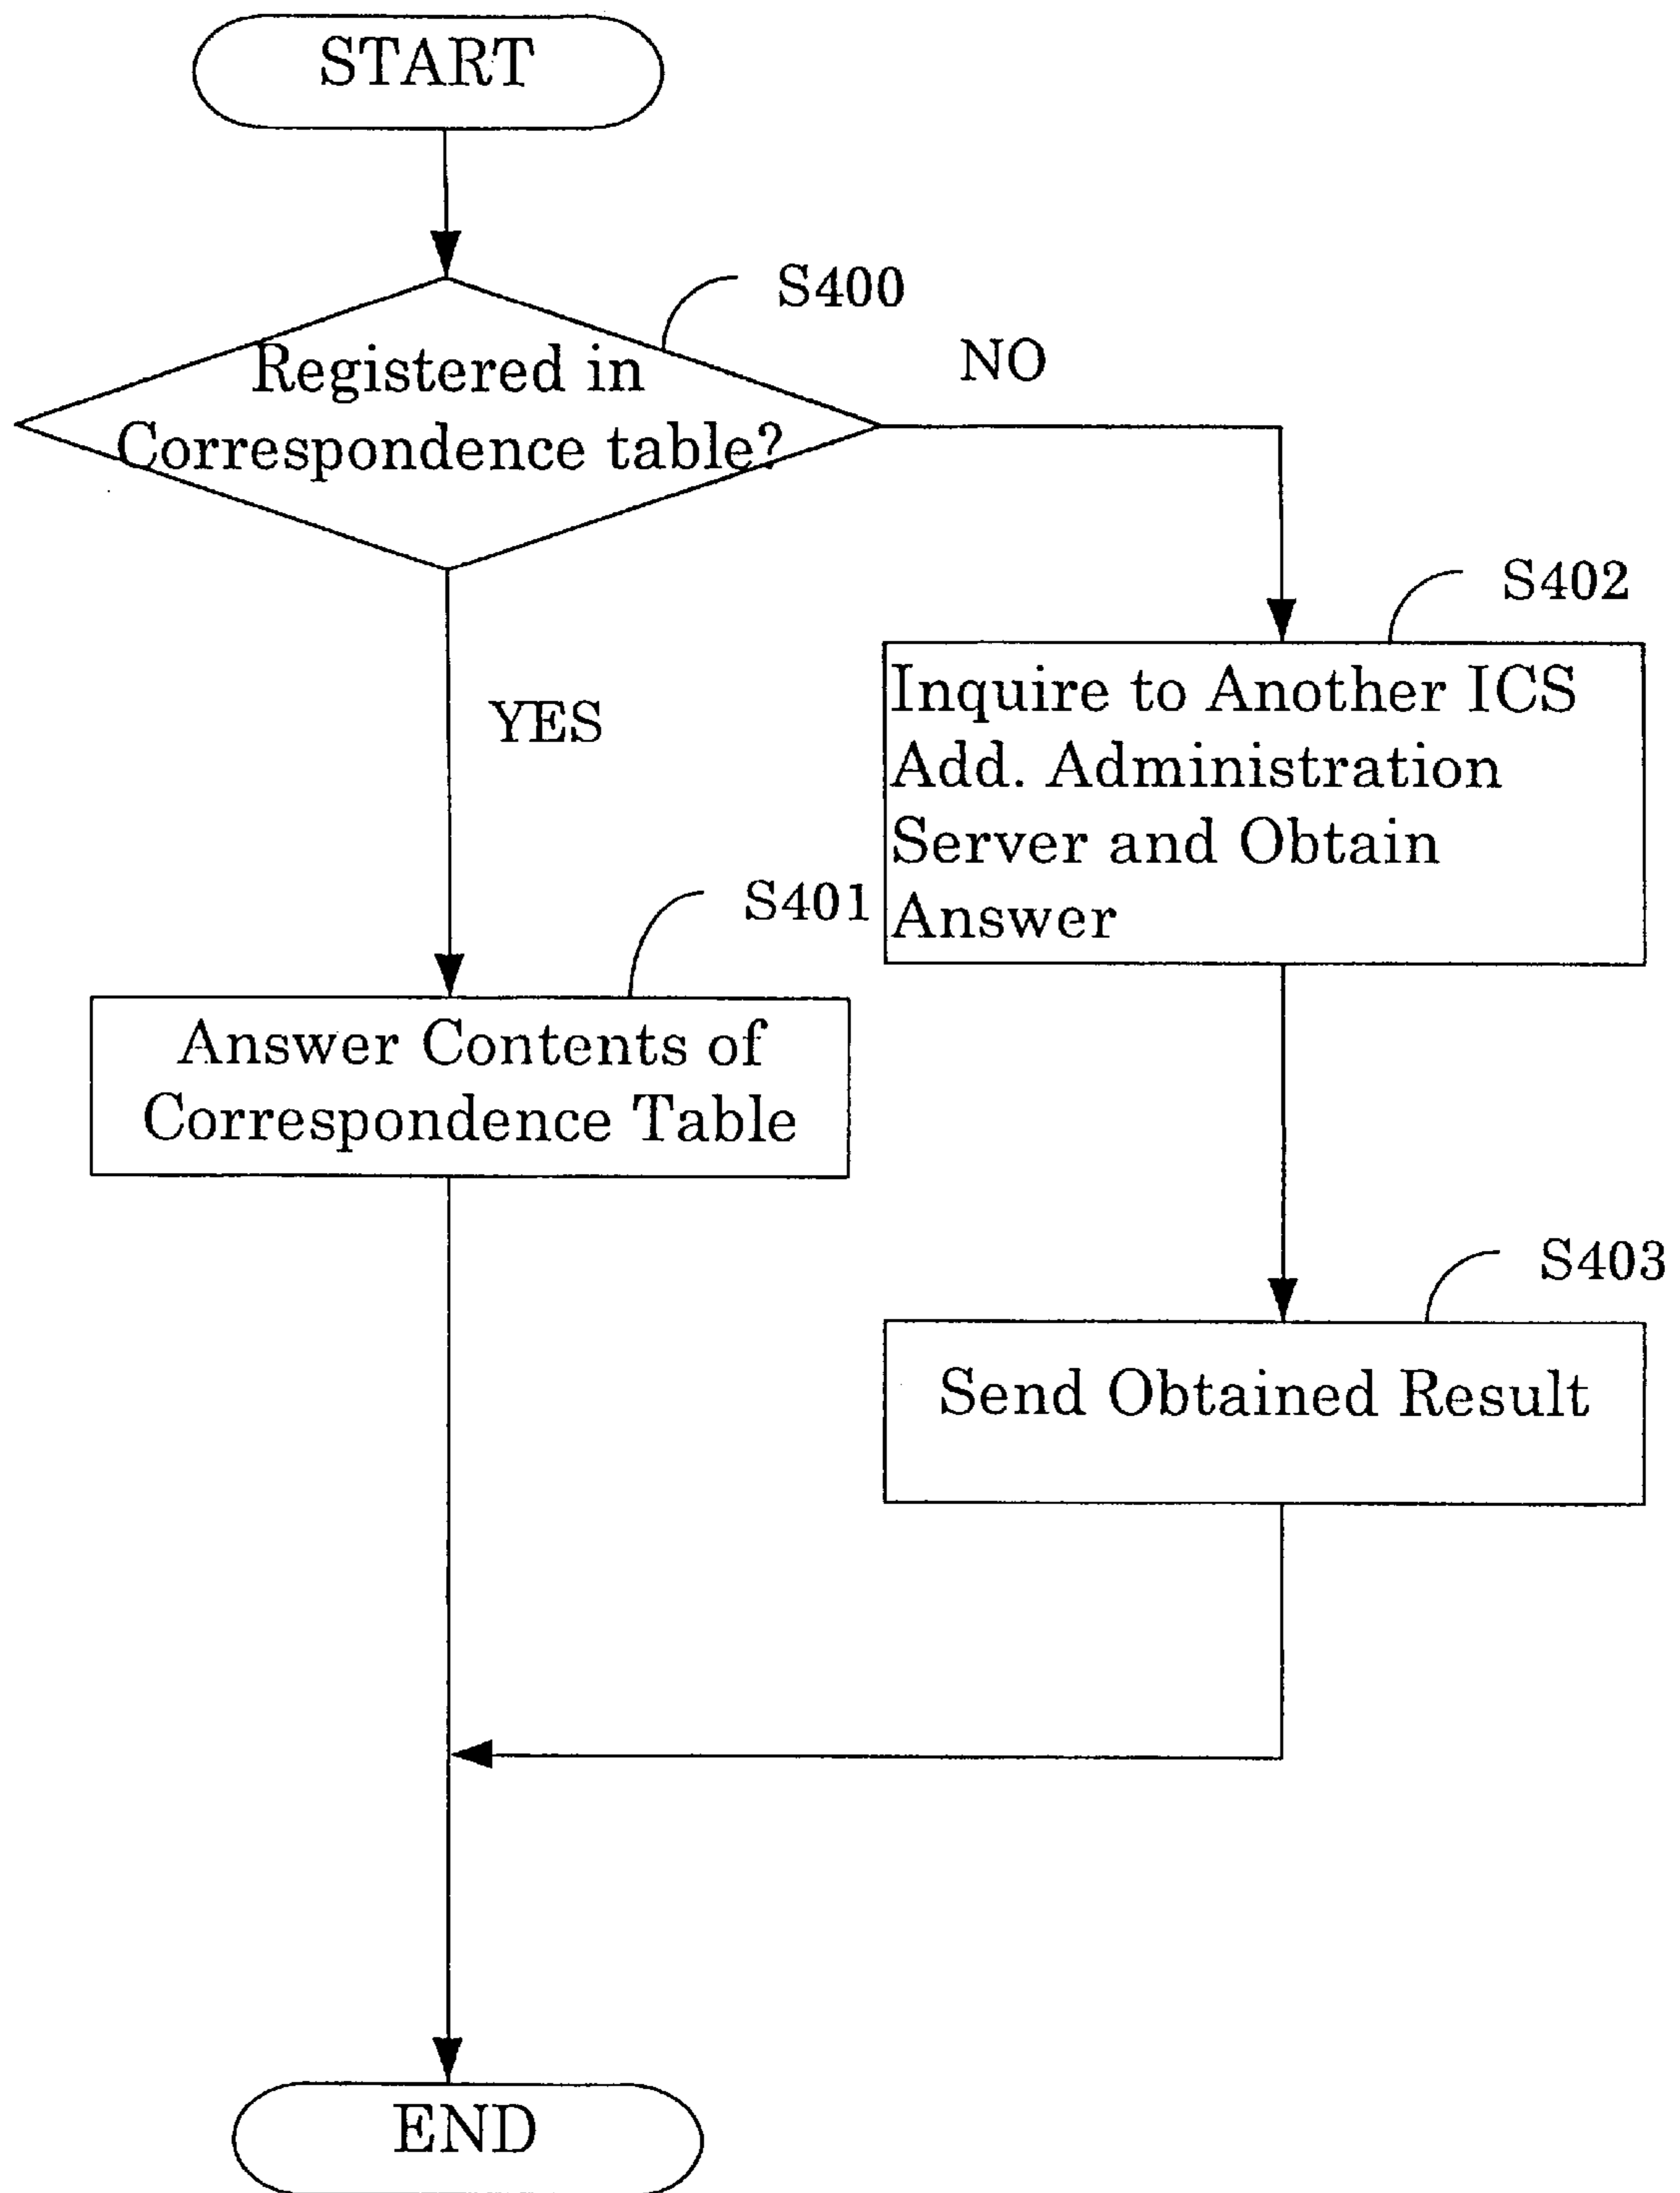 START
S400
Registered in
Correspondence table?
NO
S402
Inquire to Another ICS
Add. Administration
Server and Obtain
Answer
YES
S401
Answer Contents of
Correspondence Table
S403
Send Obtained Result
END